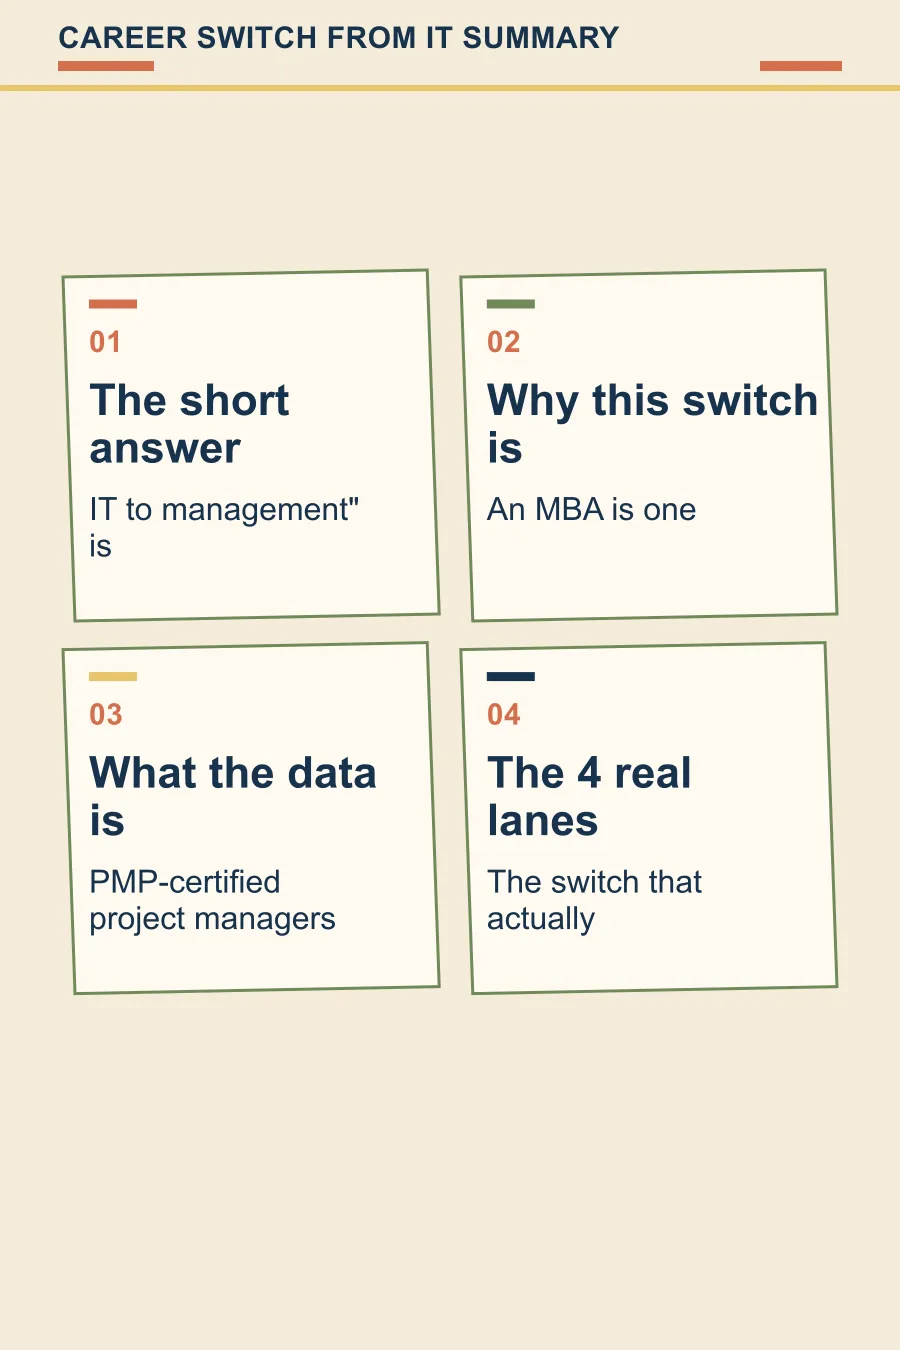 CAREER SWITCH FROM IT SUMMARY
01
The short
answer
IT to management"
is
02
Why this switch
is
An MBA is one
03
What the data
is
PMP-certified
project managers
04
The 4 real
lanes
The switch that
actually